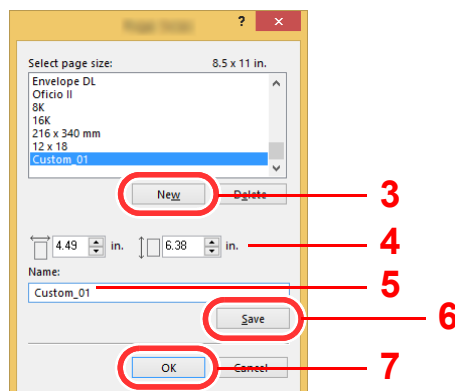 ?
Select page size: 8.5 x 11 in.
Envelope DL
Oficio II
8K
16K
216 x 340 mm
12 x 18
Custom_01
New Delete 3
4.49 in. 6.38 in. 4
Name:
Custom_01 5
Save 6
OK Cancel 7